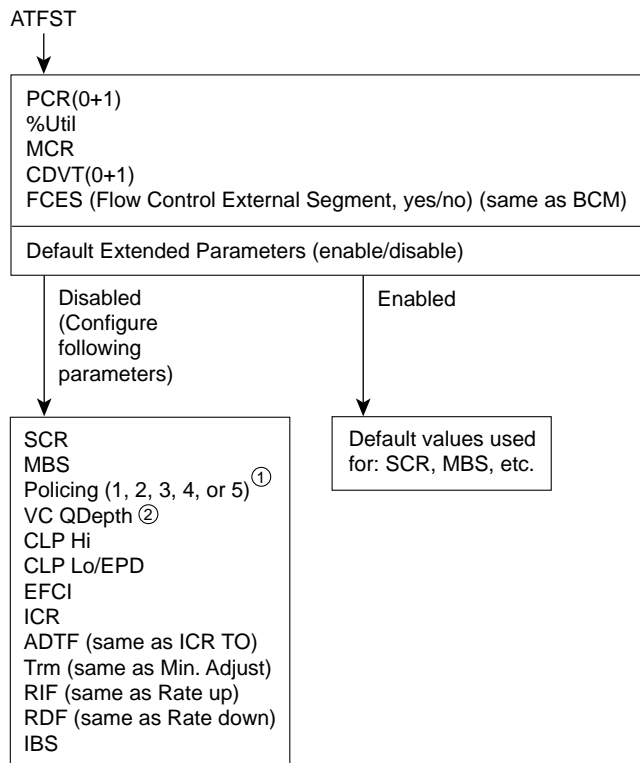 ATFST
PCR(0+1)
%Util
MCR
CDVT(0+1)
FCES (Flow Control External Segment, yes/no) (same as BCM)
Default Extended Parameters (enable/disable)
Disabled
(Configure
following
parameters)
Enabled
SCR
MBS
Policing (1, 2, 3, 4, or 5) ①
VC QDepth ②
CLP Hi
CLP Lo/EPD
EFCI
ICR
ADTF (same as ICR TO)
Trm (same as Min. Adjust)
RIF (same as Rate up)
RDF (same as Rate down)
IBS
Default values used
for: SCR, MBS, etc.